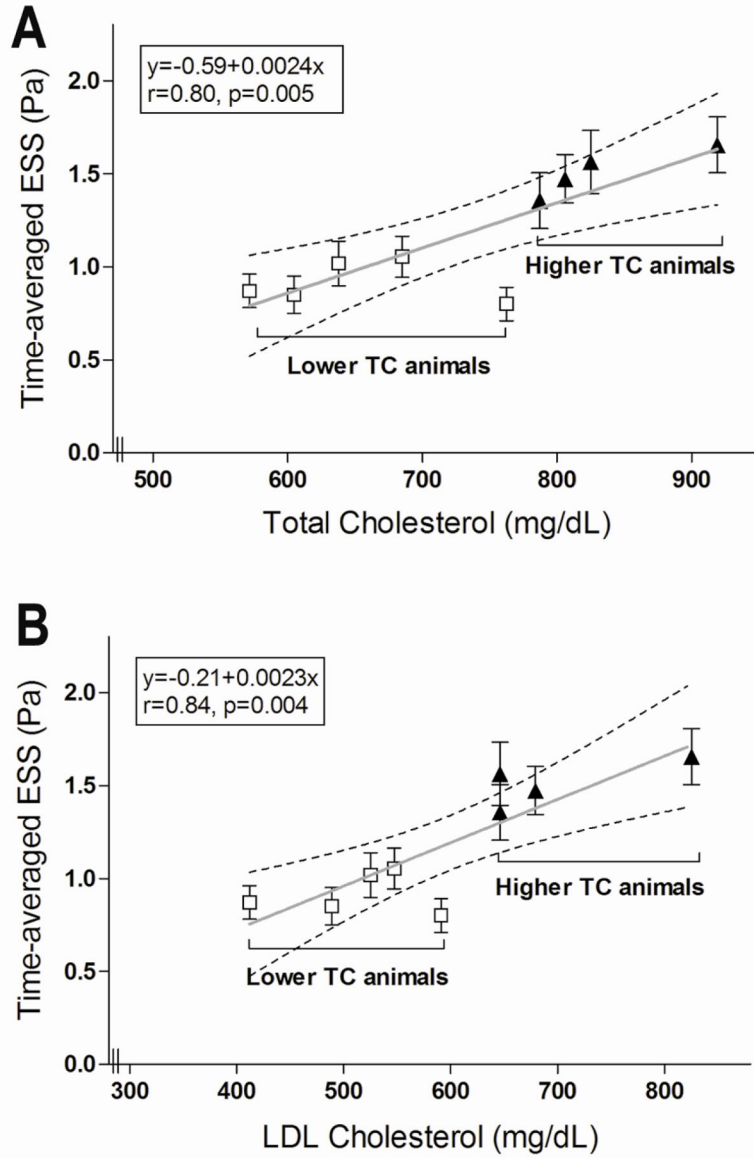 A
y=-0.59+0.0024x
r=0.80, p=0.005
Time-averaged ESS (Pa)
2.0
1.5
1.0
0.5
0.0
Higher TC animals
Lower TC animals
500 600 700 800 900
Total Cholesterol (mg/dL)
B
y=-0.21+0.0023x
r=0.84, p=0.004
Time-averaged ESS (Pa)
2.0
1.5
1.0
0.5
0.0
Higher TC animals
Lower TC animals
300 400 500 600 700 800
LDL Cholesterol (mg/dL)